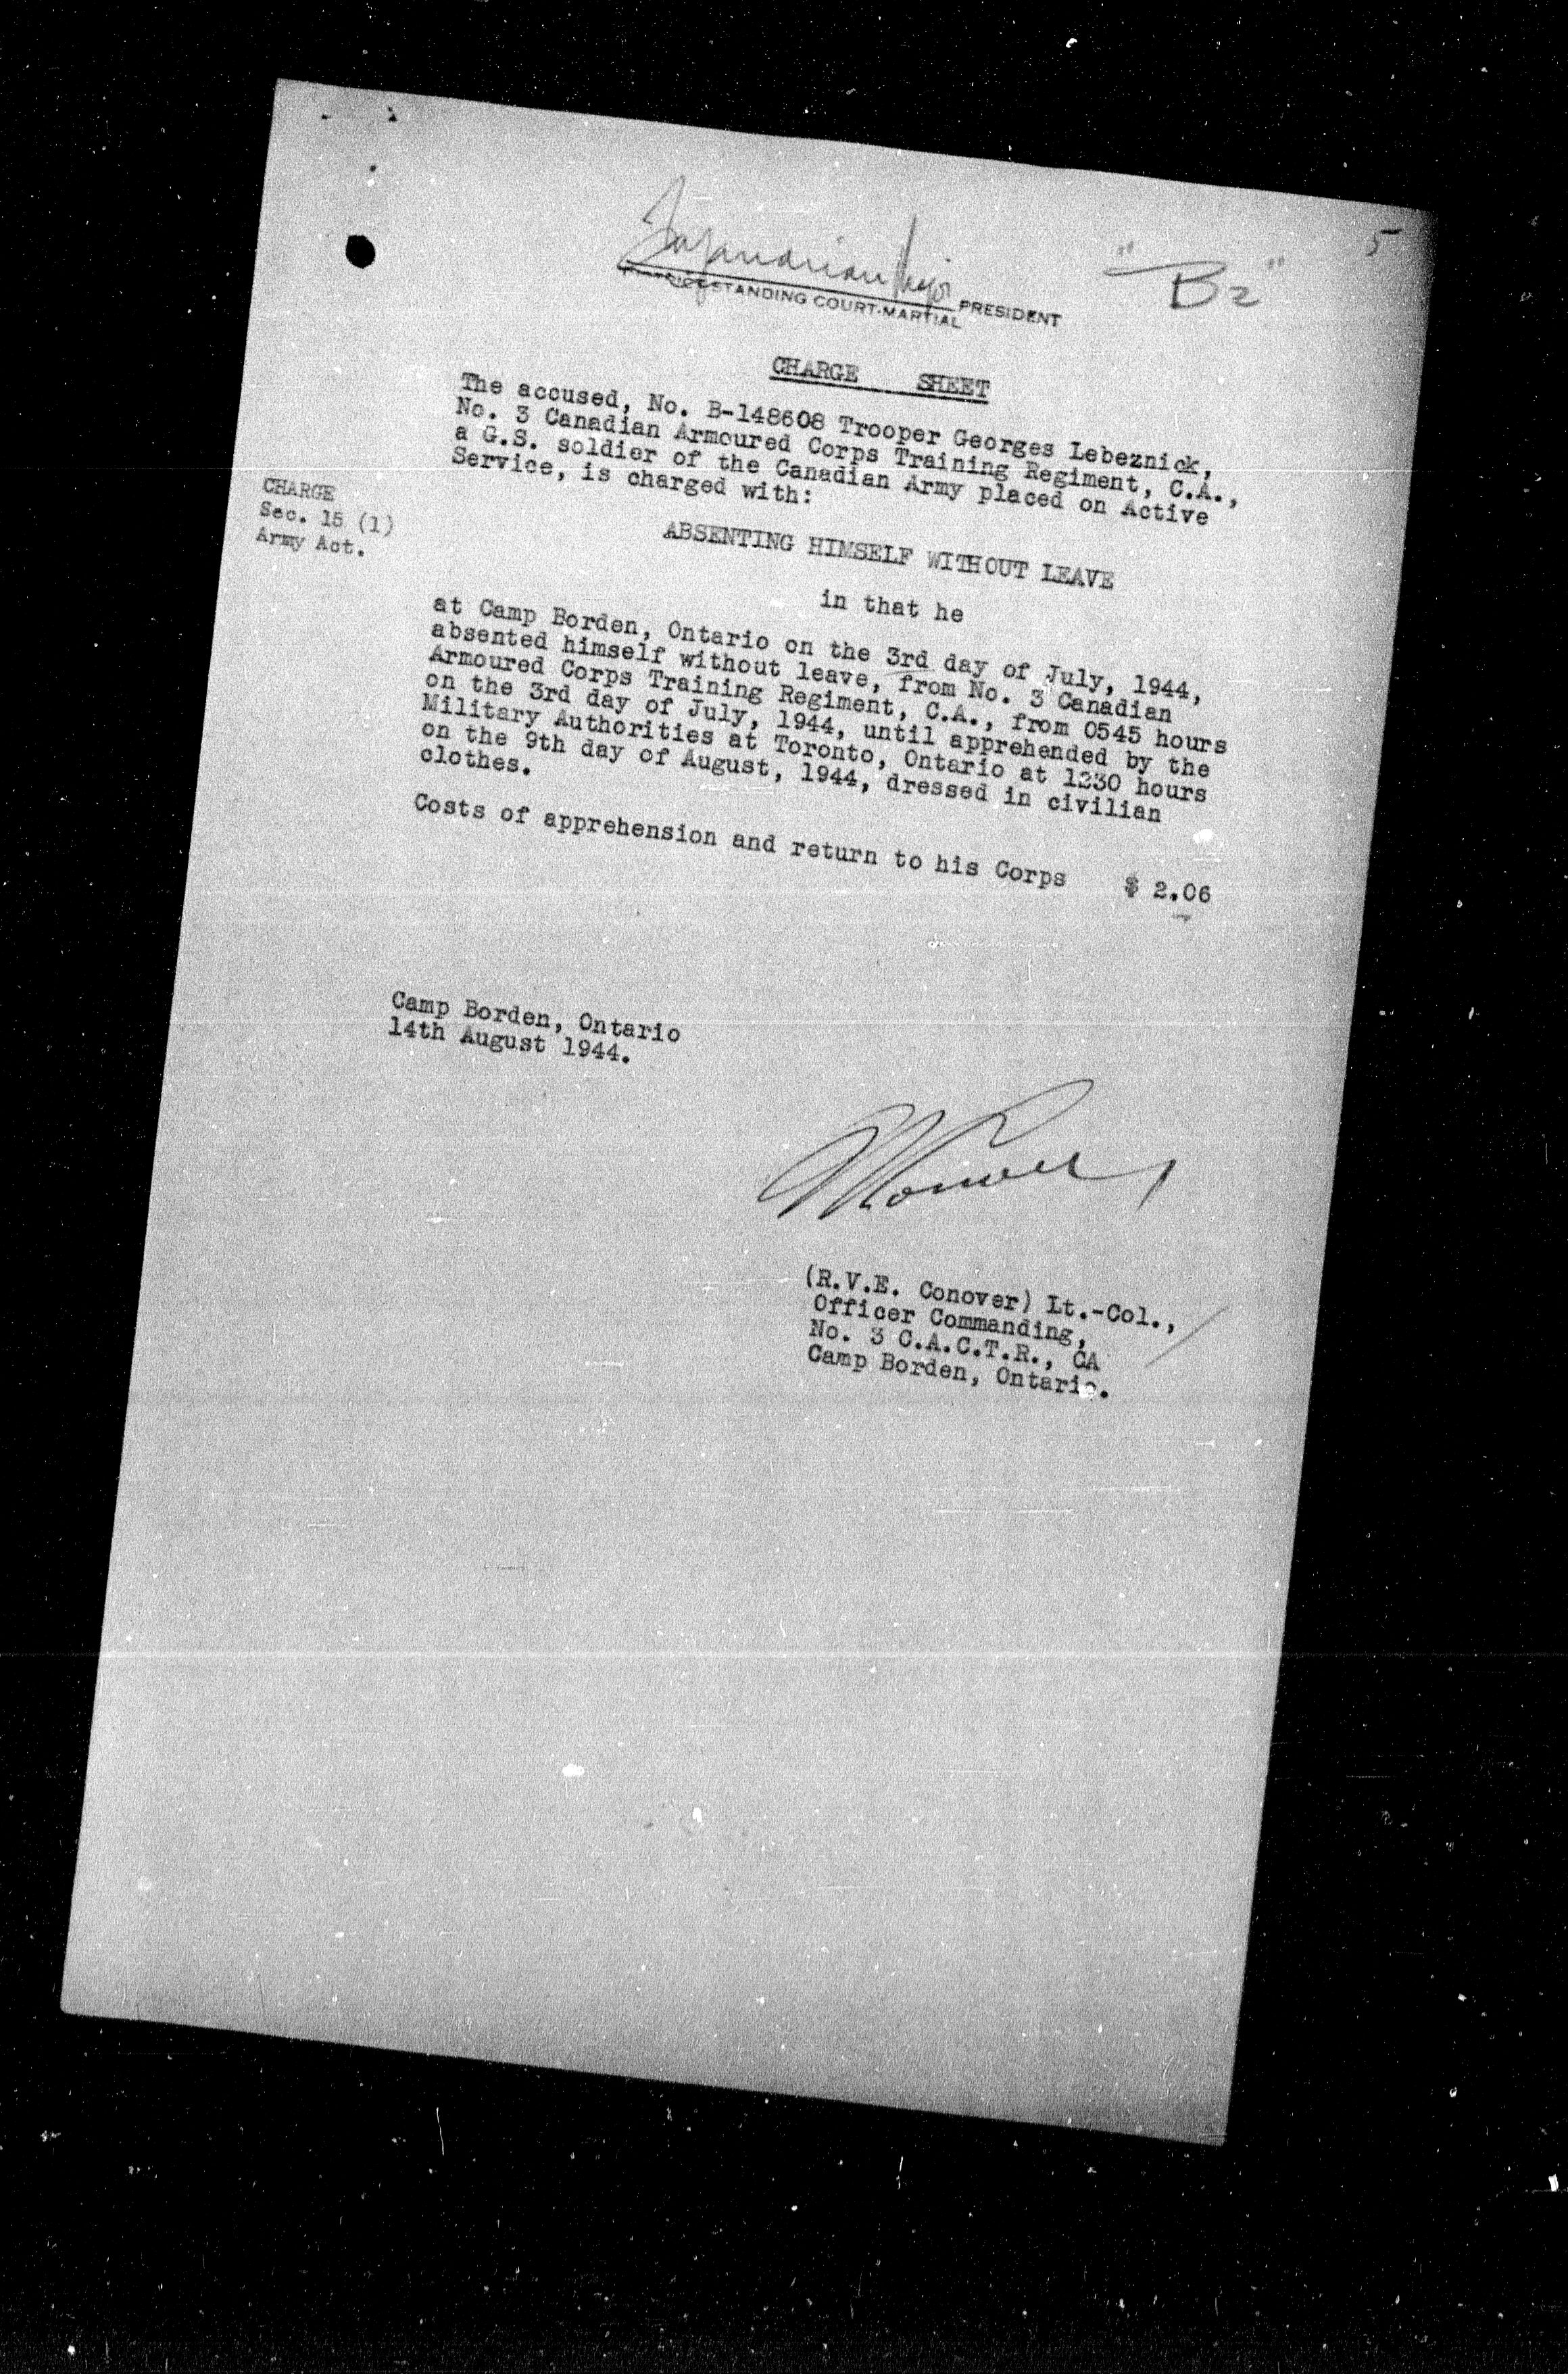 5
"B2"
Major PRESIDENT
STANDING COURT-MARTIAL
CHARGE SHEET
The accused, No. B-148608 Trooper Georges Lebeznick,
No. 3 Canadian Armoured Corps Training Regiment, C.A.,
a G.S. soldier of the Canadian Army placed on Active
Service, is charged with:
CHARGE
Sec. 15 (1)
Army Act.
ABSENTING HIMSELF WITHOUT LEAVE
in that he
at Camp Borden, Ontario on the 3rd day of July, 1944,
absented himself without leave, from No. 3 Canadian
Armoured Corps Training Regiment, C.A., from 0545 hours
on the 3rd day of July, 1944, until apprehended by the
Military Authorities at Toronto, Ontario at 1230 hours
on the 9th day of August, 1944, dressed in civilian
clothes.
Costs of apprehension and return to his Corps $ 2.06
Camp Borden, Ontario
14th August 1944.
(R.V.E. Conover) Lt.-Col.,
Officer Commanding,
No. 3 C.A.C.T.R., CA
Camp Borden, Ontario.